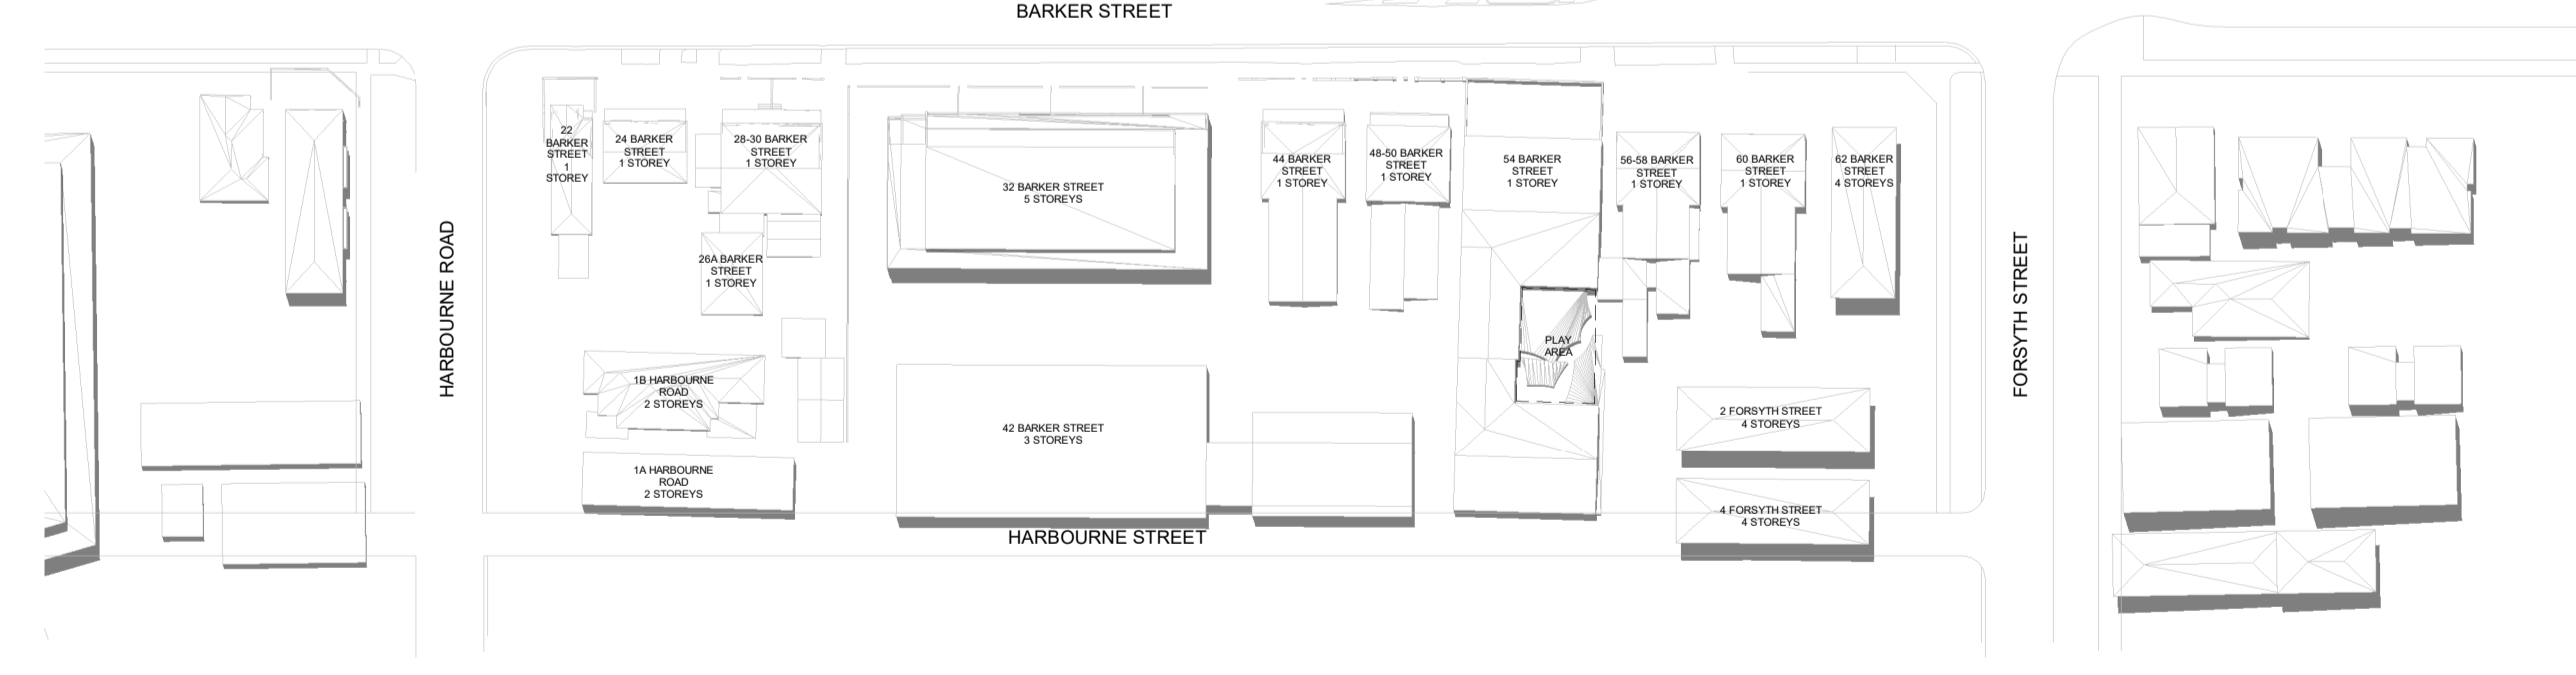 BARKER STREET
HARBOURNE ROAD
22
BARKER
STREET
1
STOREY
24 BARKER
STREET
1 STOREY
28-30 BARKER
STREET
1 STOREY
26A BARKER
STREET
1 STOREY
32 BARKER STREET
5 STOREYS
44 BARKER
STREET
1 STOREY
48-50 BARKER
STREET
1 STOREY
54 BARKER
STREET
1 STOREY
56-58 BARKER
STREET
1 STOREY
60 BARKER
STREET
1 STOREY
62 BARKER
STREET
4 STOREYS
PLAY
AREA
1B HARBOURNE
ROAD
2 STOREYS
1A HARBOURNE
ROAD
2 STOREYS
42 BARKER STREET
3 STOREYS
2 FORSYTH STREET
4 STOREYS
4 FORSYTH STREET
4 STOREYS
HARBOURNE STREET
FORSYTH STREET